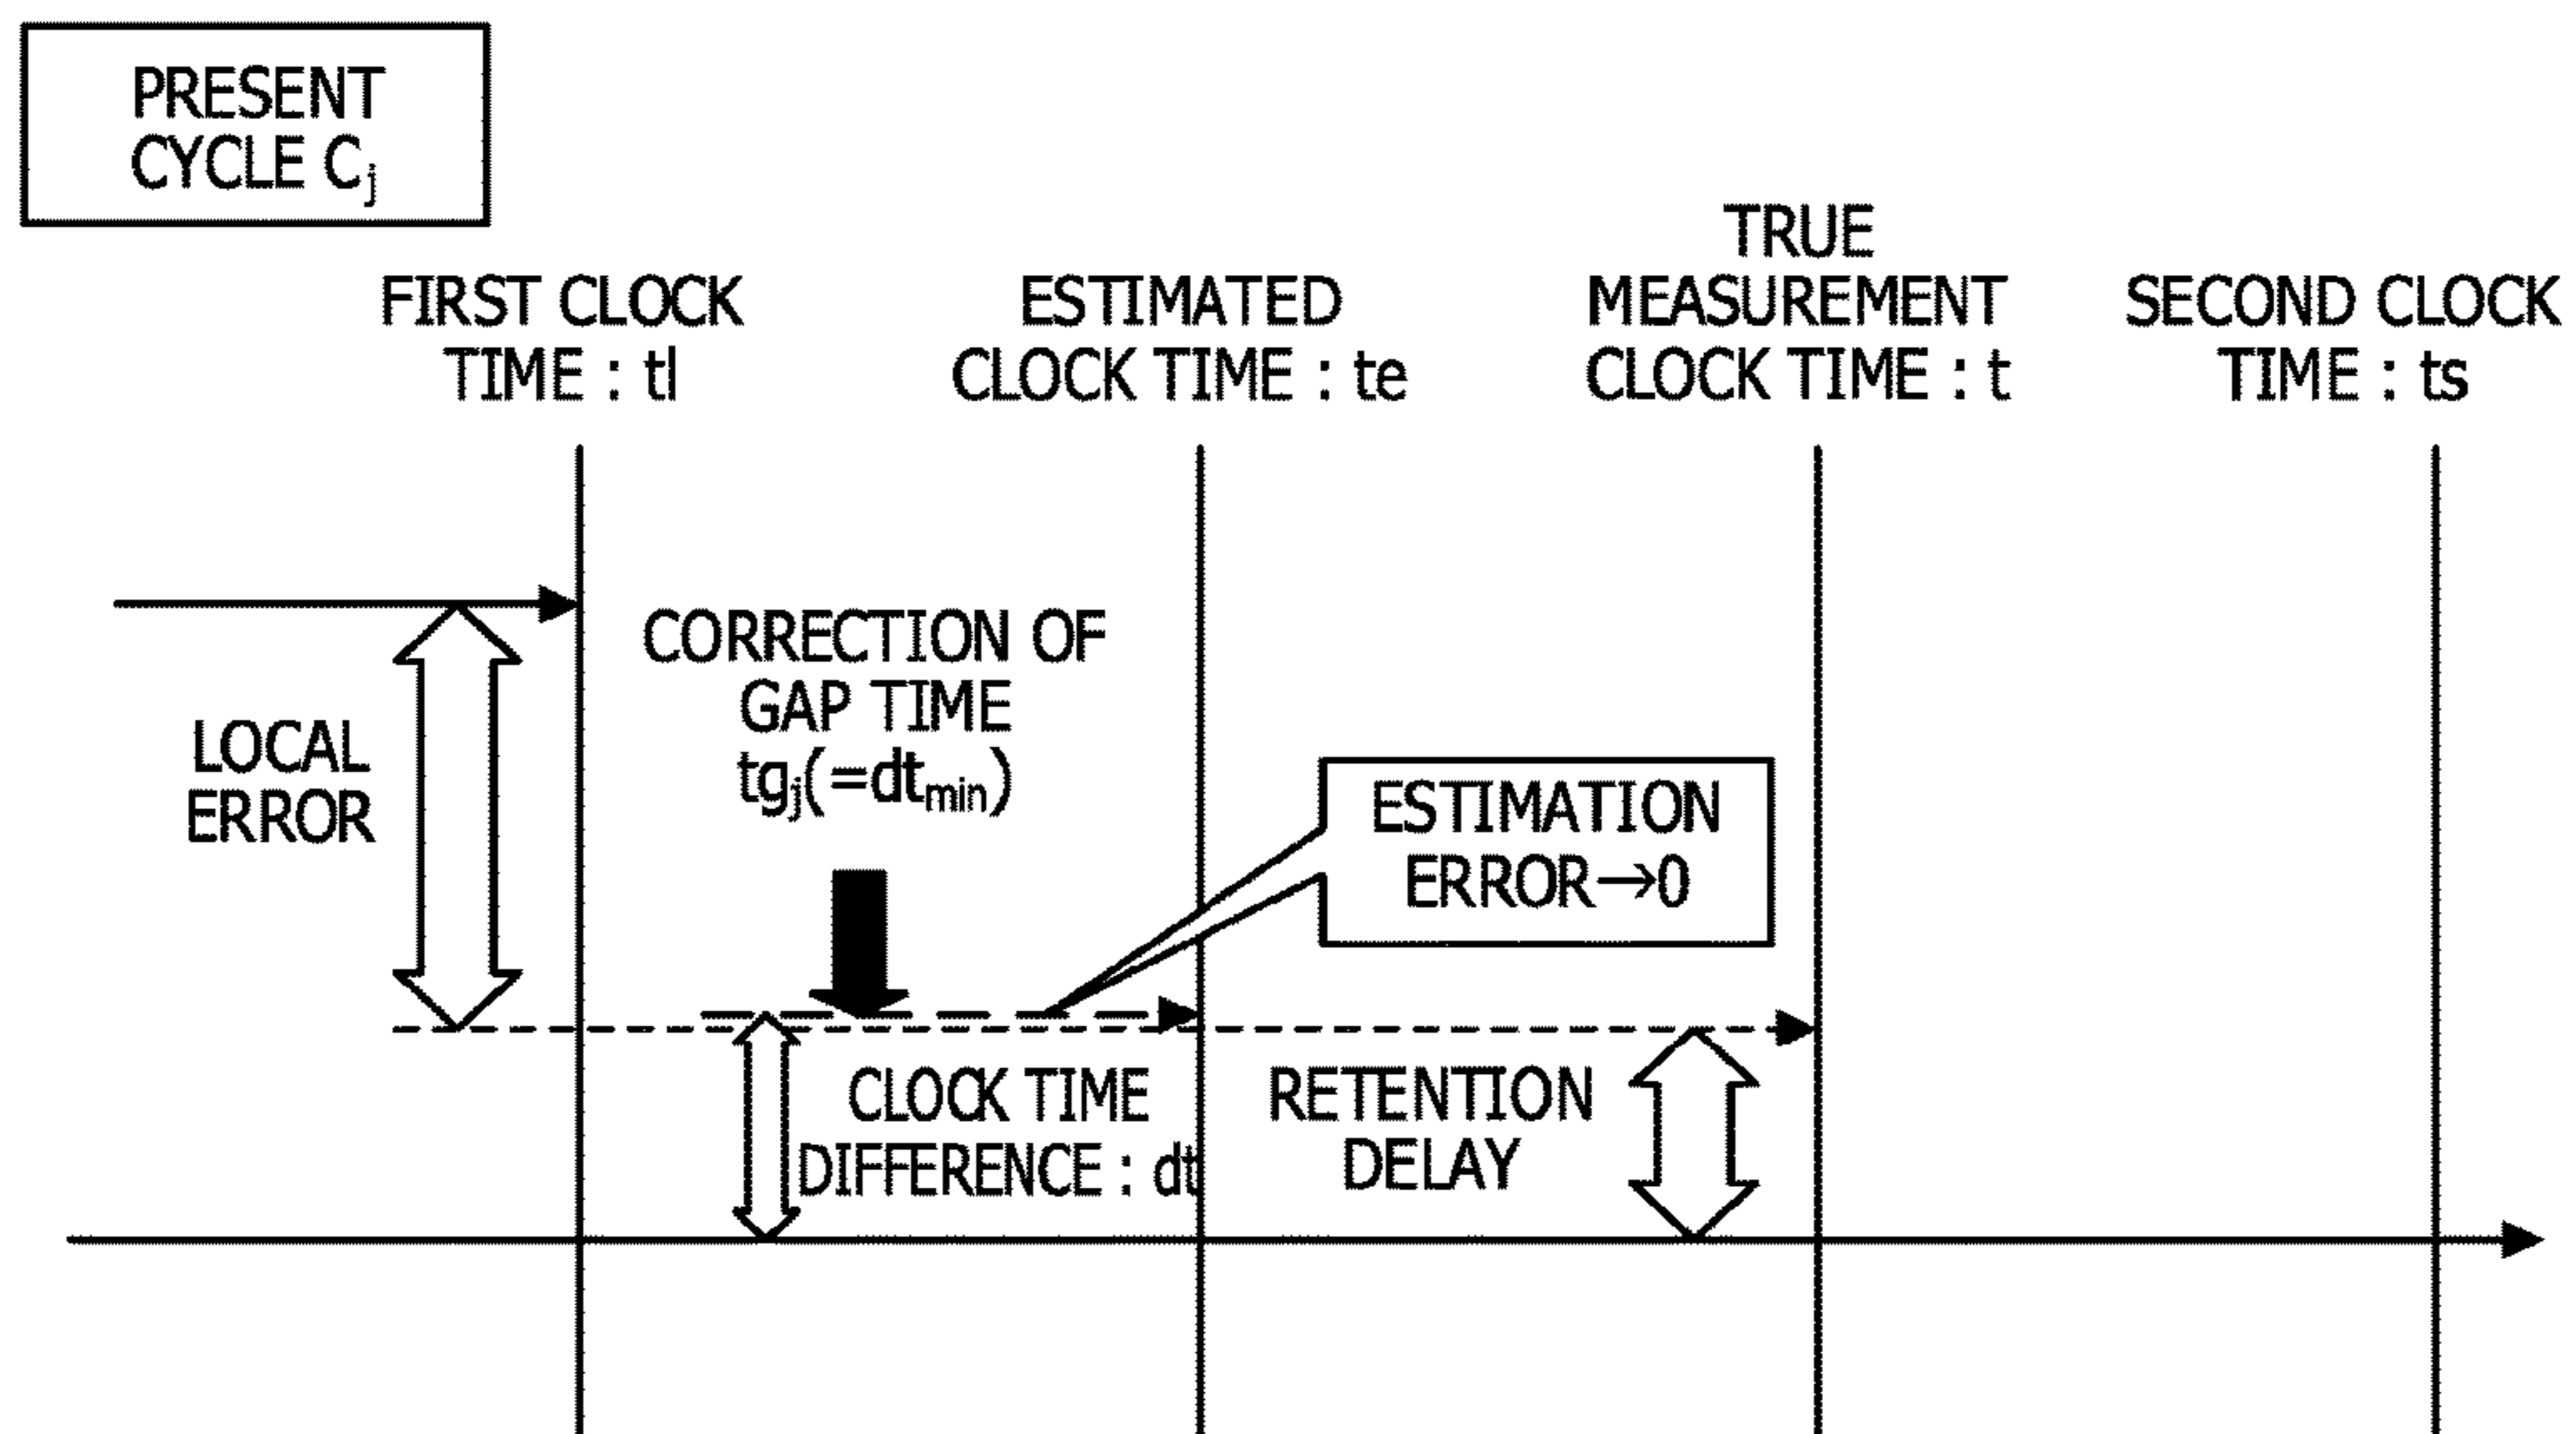 PRESENT
CYCLE Cj
FIRST CLOCK
TIME : tl
ESTIMATED
CLOCK TIME : te
TRUE
MEASUREMENT
CLOCK TIME : t
SECOND CLOCK
TIME : ts
CORRECTION OF
GAP TIME
tgj(=dtmin)
LOCAL
ERROR
ESTIMATION
ERROR→0
CLOCK TIME
DIFFERENCE : dt
RETENTION
DELAY